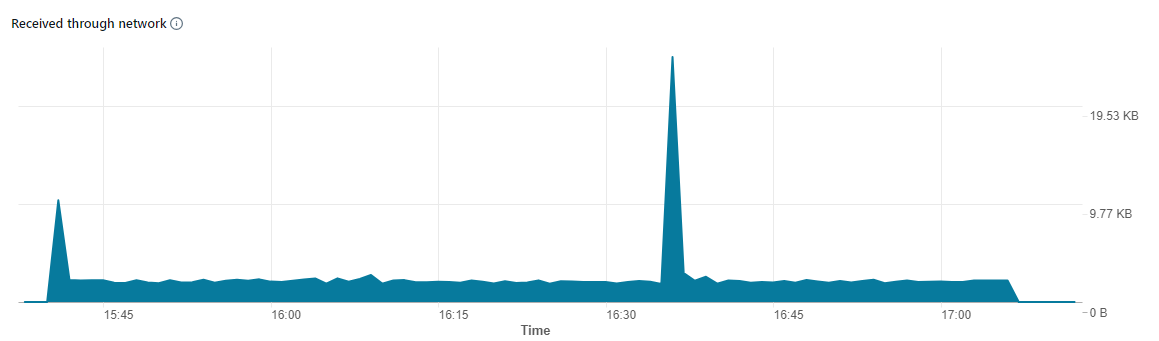 Received through network
19.53 KB
9.77 KB
0 B
15:45 16:00 16:15 16:30 16:45 17:00
Time